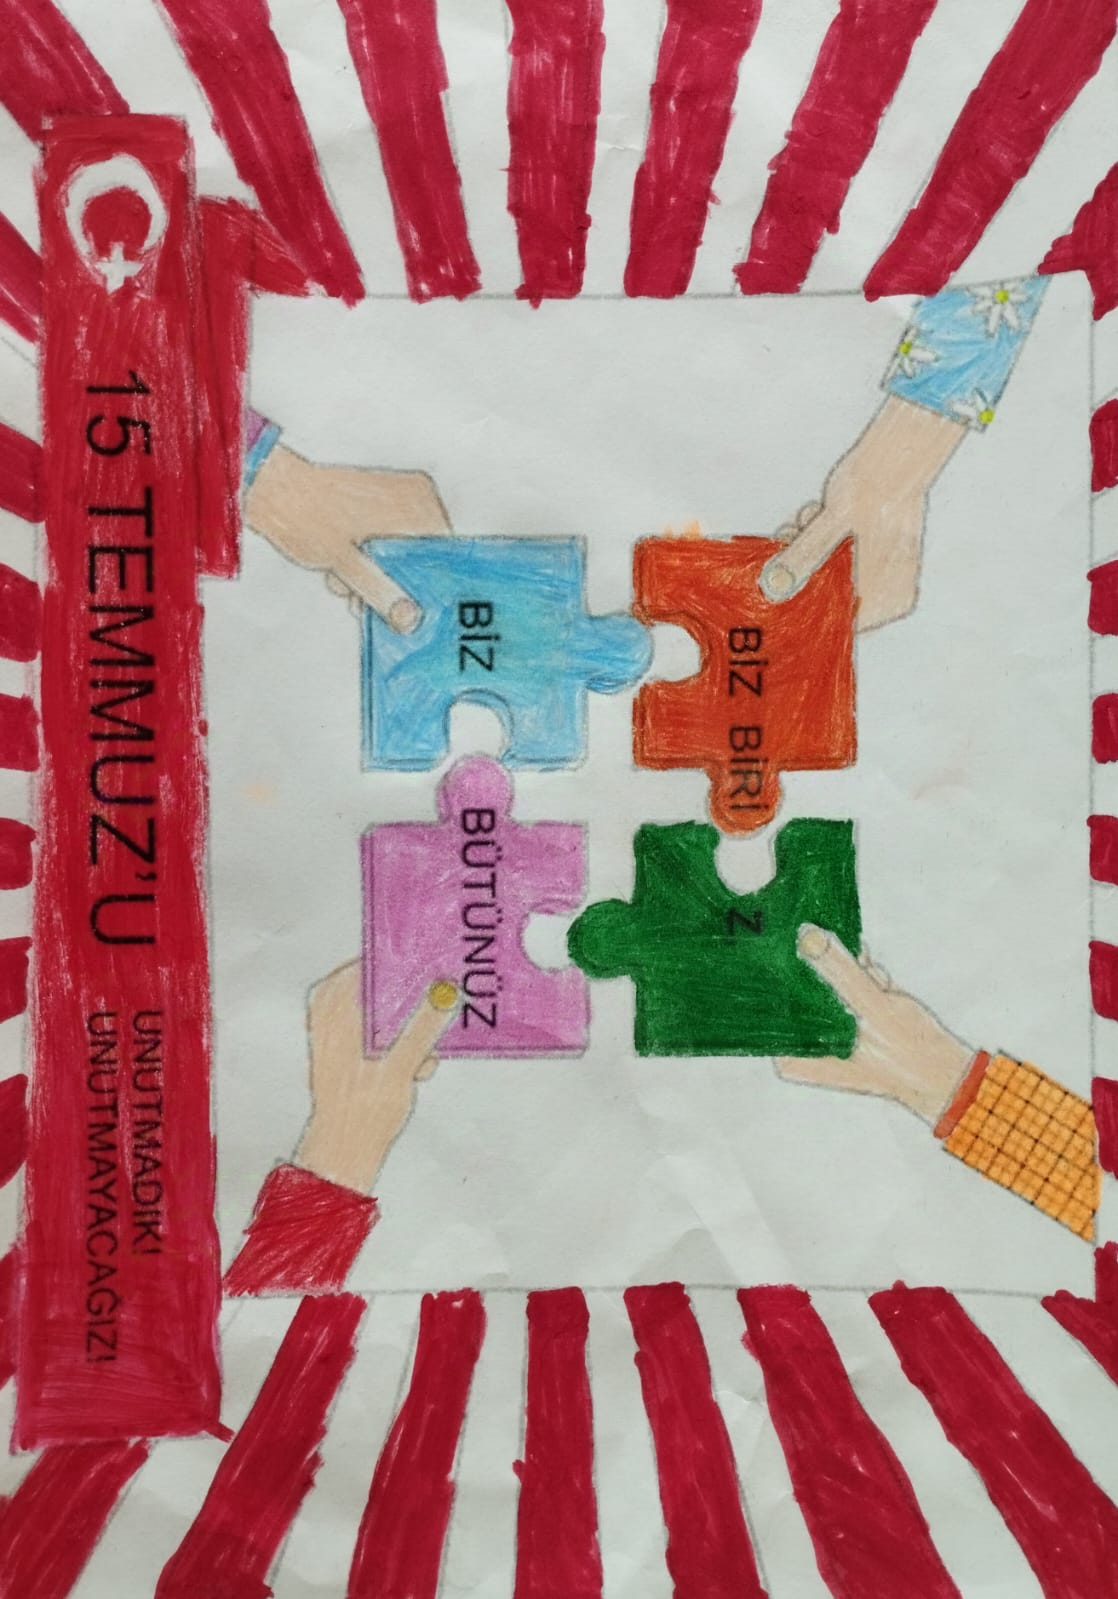 BİZ BİRİ Z
BİZ BÜTÜNÜZ
15 TEMMUZ'U UNUTMADIK!
UNUTMAYACAĞIZ!